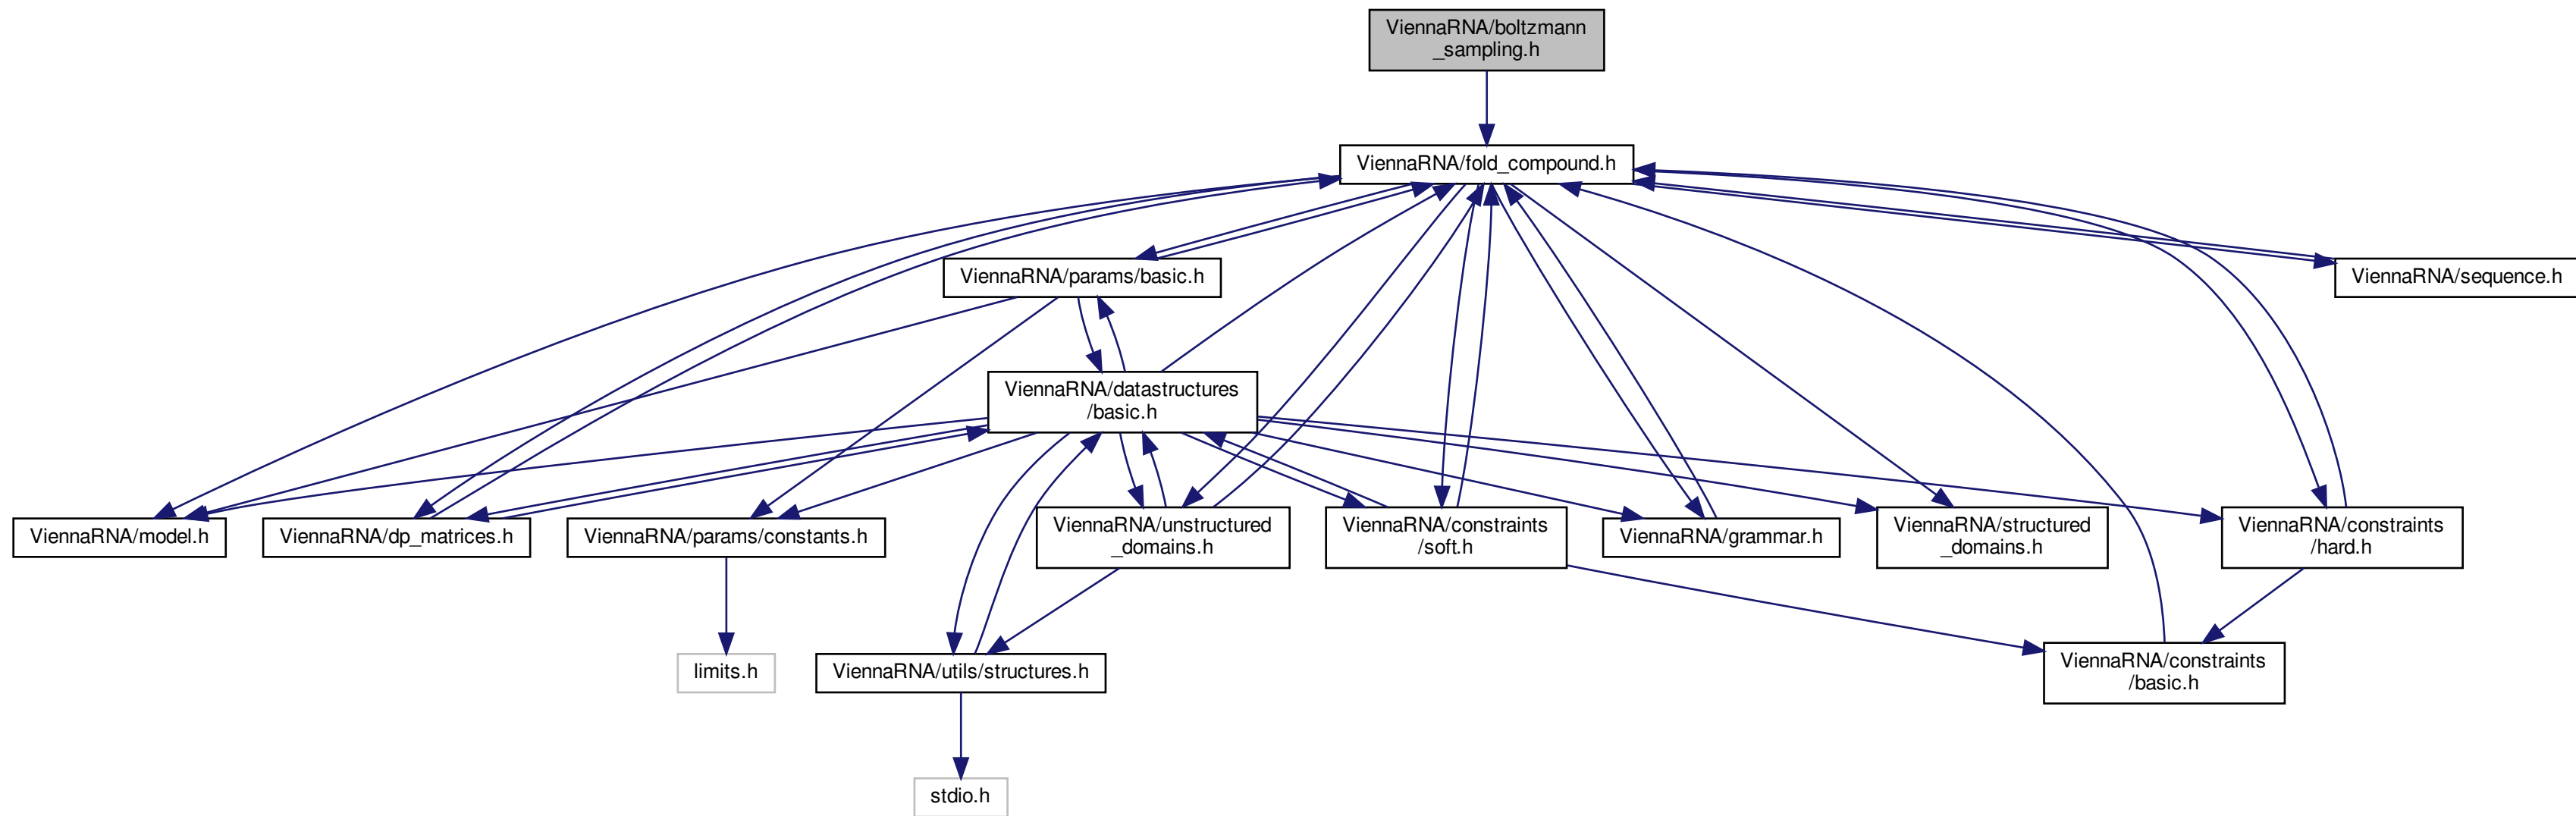 ViennaRNA/boltzmann
_sampling.h
ViennaRNA/fold_compound.h
ViennaRNA/params/basic.h
ViennaRNA/sequence.h
ViennaRNA/datastructures
/basic.h
ViennaRNA/model.h
ViennaRNA/dp_matrices.h
ViennaRNA/params/constants.h
ViennaRNA/unstructured
_domains.h
ViennaRNA/constraints
/soft.h
ViennaRNA/grammar.h
ViennaRNA/structured
_domains.h
ViennaRNA/constraints
/hard.h
limits.h
ViennaRNA/utils/structures.h
ViennaRNA/constraints
/basic.h
stdio.h